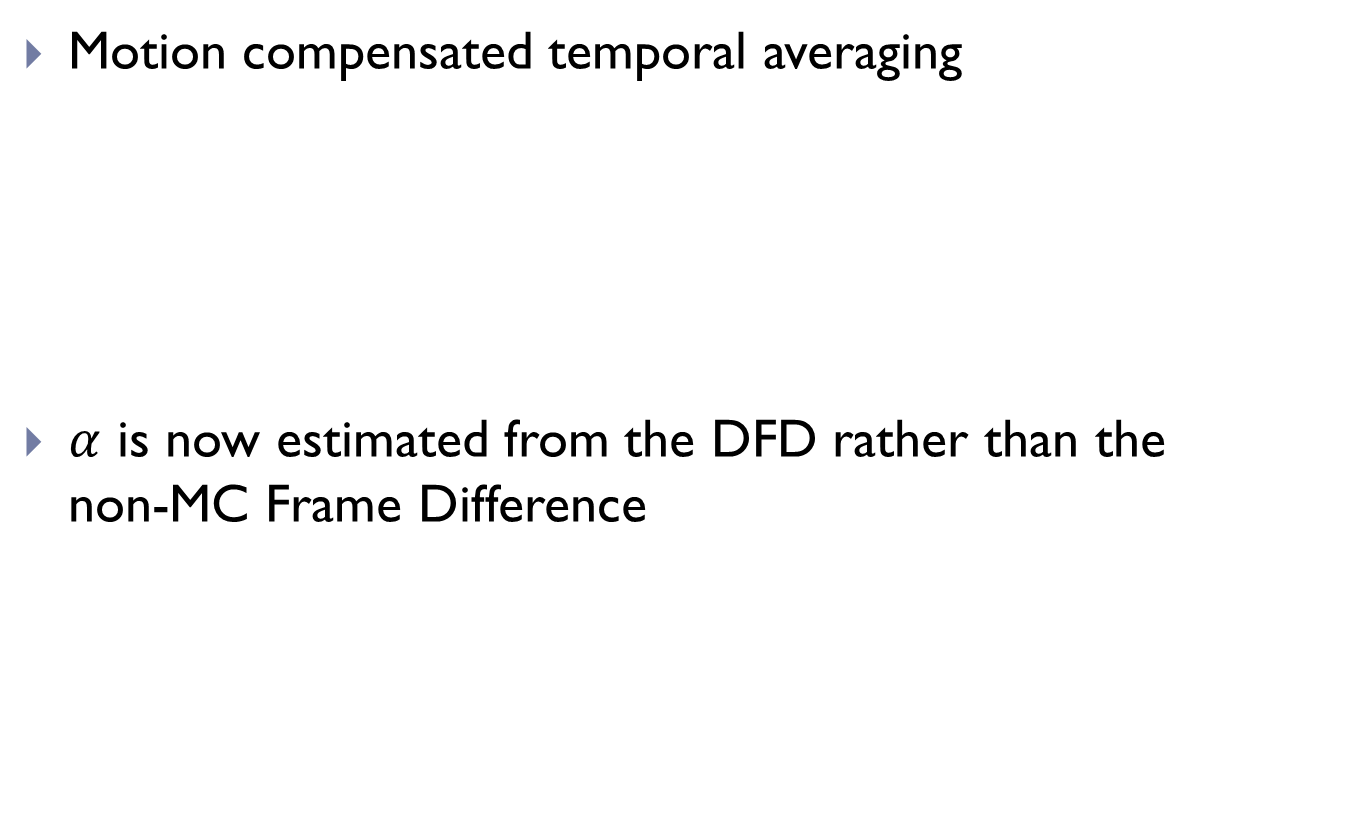 Motion compensated temporal averaging
α is now estimated from the DFD rather than the
non-MC Frame Difference